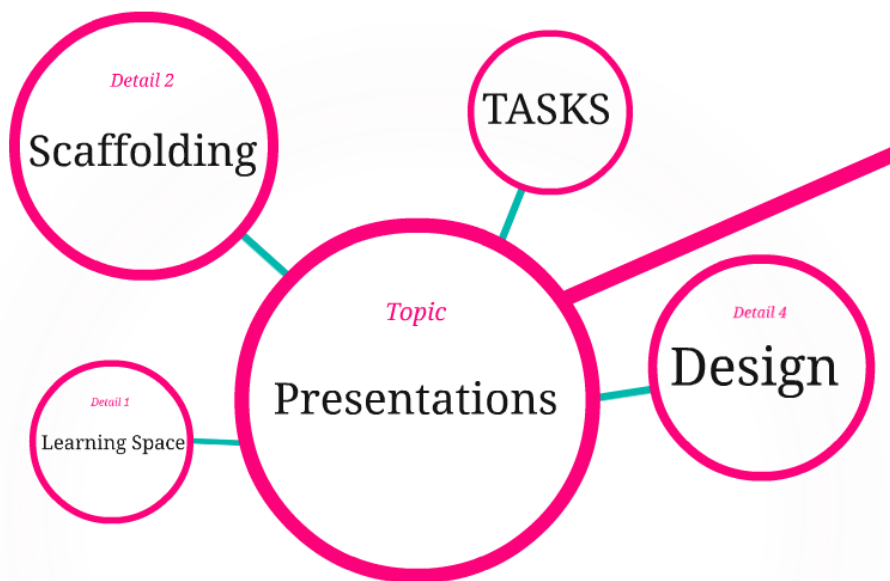 Detail 2
Scaffolding
TASKS
Topic
Presentations
Detail 4
Design
Detail 1
Learning Space